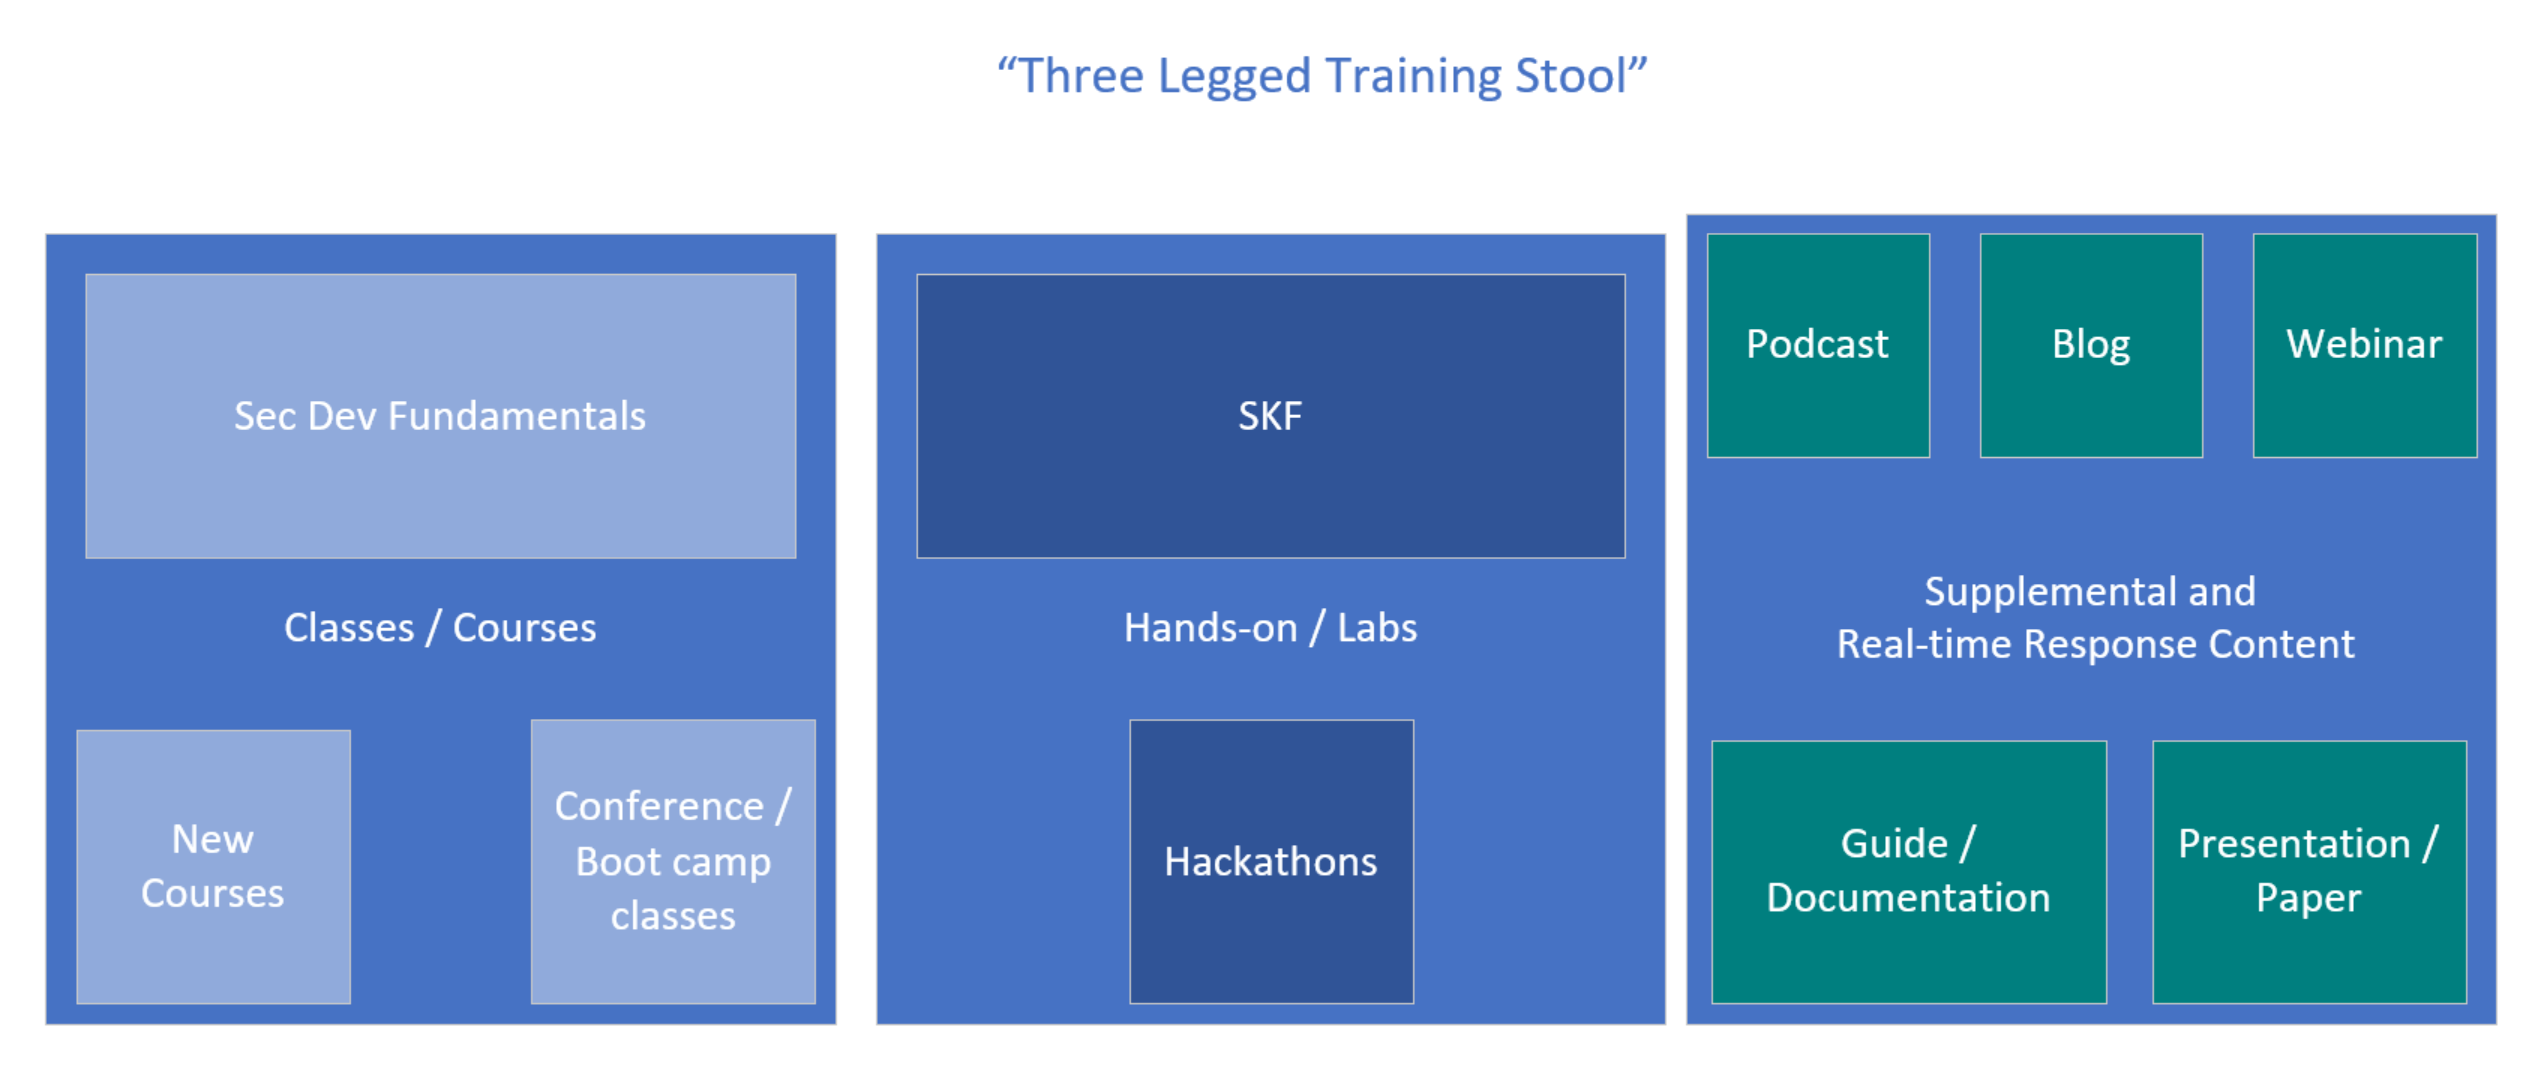 “Three Legged Training Stool”
Sec Dev Fundamentals
Classes / Courses
New
Courses
Conference /
Boot camp
classes
SKF
Hands-on / Labs
Hackathons
Podcast
Blog
Webinar
Supplemental and
Real-time Response Content
Guide /
Documentation
Presentation /
Paper